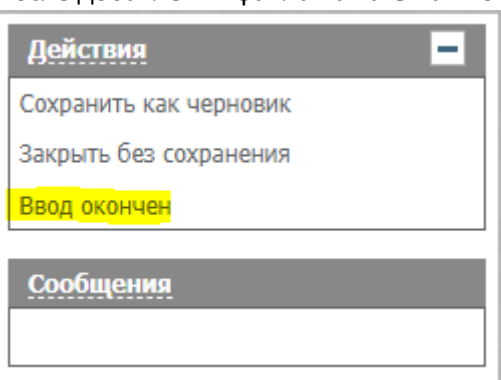 Действия
Сохранить как черновик
Закрыть без сохранения
Ввод окончен
Сообщения